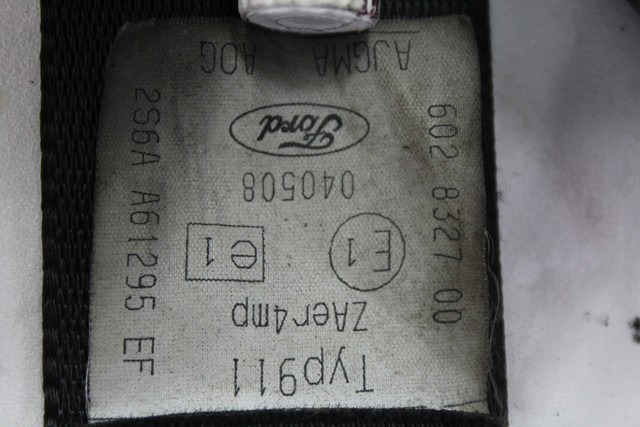 Typ911
ZAer4mp
E1 e1
040508
Ford
AJGMA AOG
602 8327 00
2S6A A61295 EF